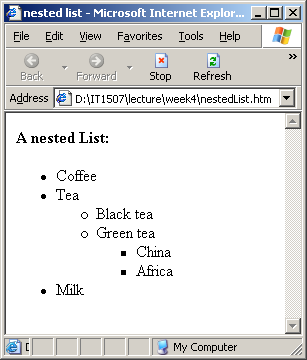 nested list - Microsoft Internet Explor...
File Edit View Favorites Tools Help
Back Forward Stop Refresh
Address D:\IT1507\lecture\week4\nestedList.htm
A nested List:
Coffee
Tea
Black tea
Green tea
China
Africa
Milk
My Computer